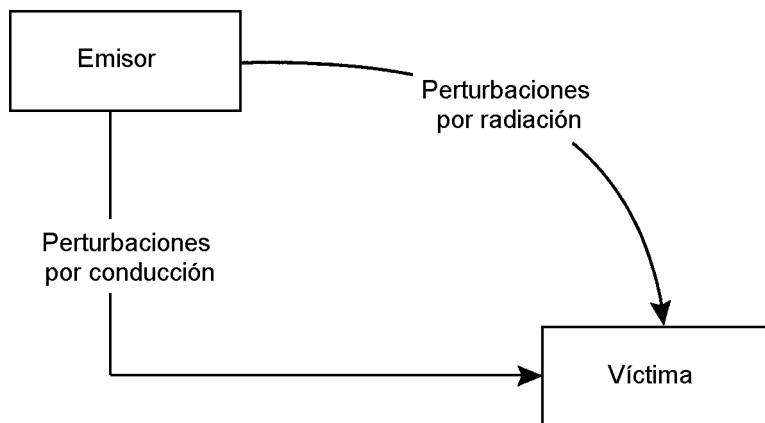 Emisor
Perturbaciones
por radiación
Perturbaciones
por conducción
Víctima